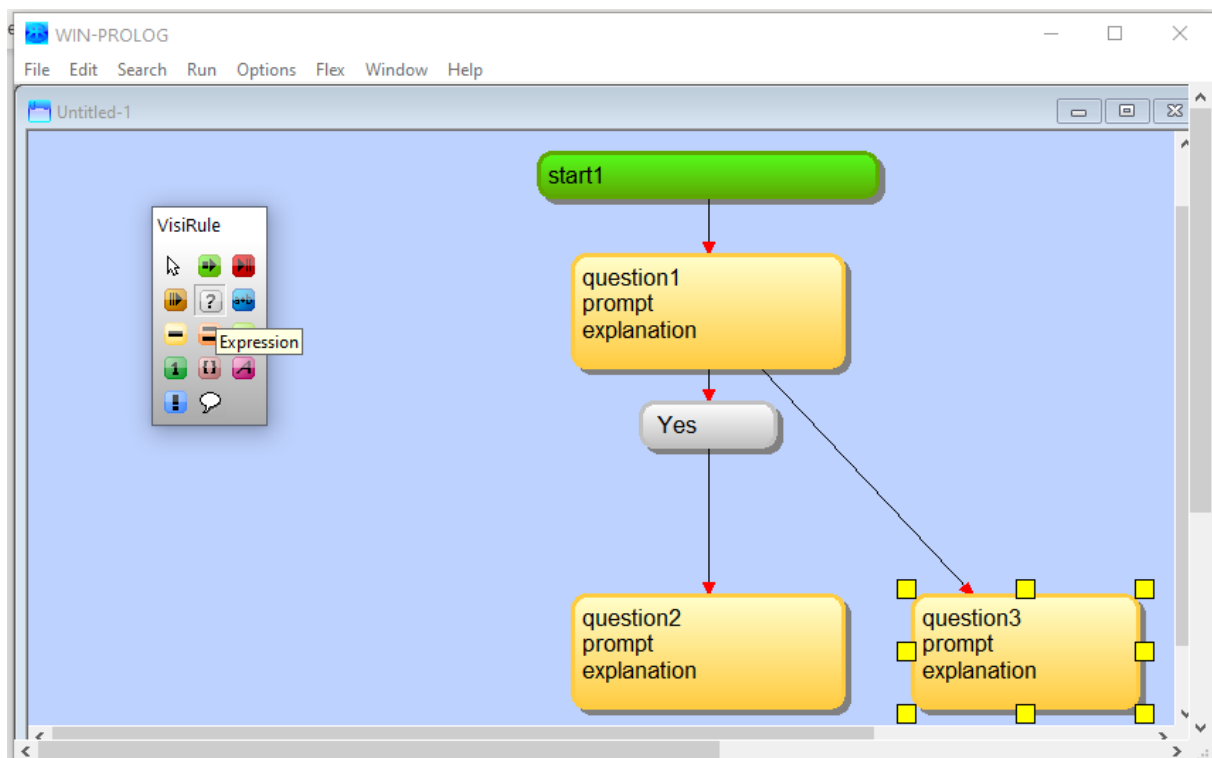 WIN-PROLOG
File Edit Search Run Options Flex Window Help
Untitled-1
start1
VisiRule
question1
prompt
explanation
?
a+b
Expression
1
{}
A
Yes
question2
prompt
explanation
question3
prompt
explanation